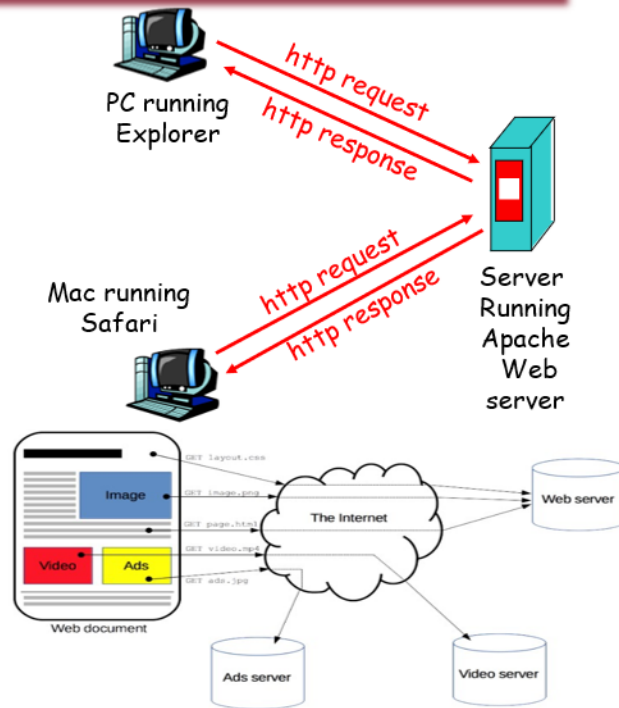 http request
http response
PC running
Explorer
http request
http response
Mac running
Safari
Server
Running
Apache
Web
server
GET layout.css
Image
GET image.png
The Internet
Web server
GET page.html
Video
Ads
GET video.mp4
GET ads.jpg
Web document
Ads server
Video server